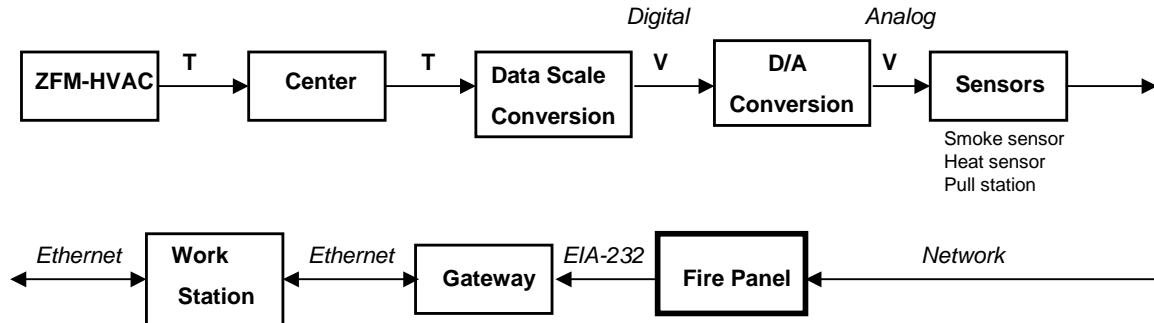 Digital
Analog
ZFM-HVAC
T
Center
T
Data Scale
Conversion
V
D/A
Conversion
V
Sensors
Smoke sensor
Heat sensor
Pull station
Ethernet
Work
Station
Ethernet
Gateway
EIA-232
Fire Panel
Network